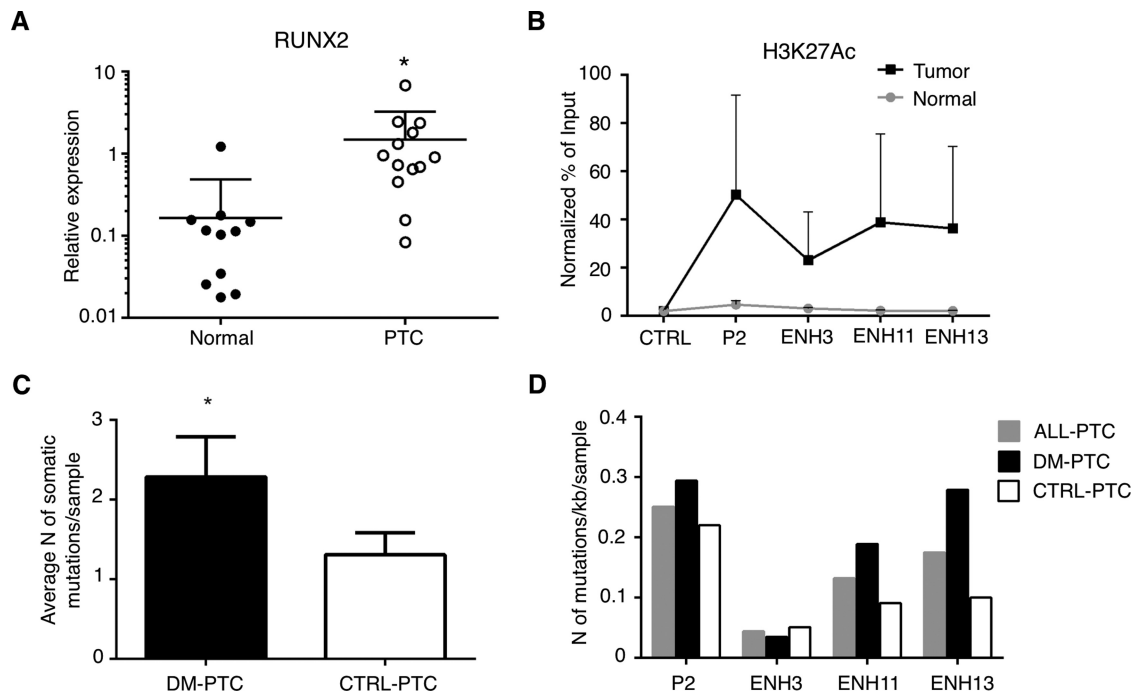 A
RUNX2
*
Relative expression
10
1
0.1
0.01
Normal
PTC
B
H3K27Ac
Tumor
Normal
Normalized % of Input
100
80
60
40
20
0
CTRL
P2
ENH3
ENH11
ENH13
C
*
Average N of somatic
mutations/sample
3
2
1
0
DM-PTC
CTRL-PTC
D
N of mutations/kb/sample
0.4
0.3
0.2
0.1
0
ALL-PTC
DM-PTC
CTRL-PTC
P2
ENH3
ENH11
ENH13